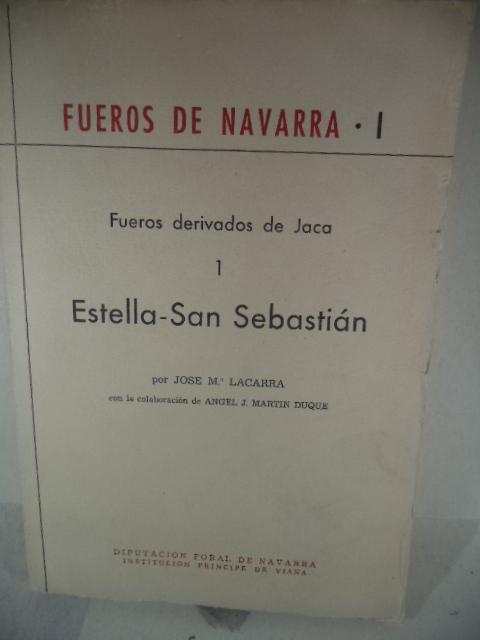 FUEROS DE NAVARRA · I
Fueros derivados de Jaca
1
Estella-San Sebastián
por JOSE M.ª LACARRA
con la colaboración de ANGEL J. MARTIN DUQUE
DIPUTACION FORAL DE NAVARRA
INSTITUCION PRINCIPE DE VIANA